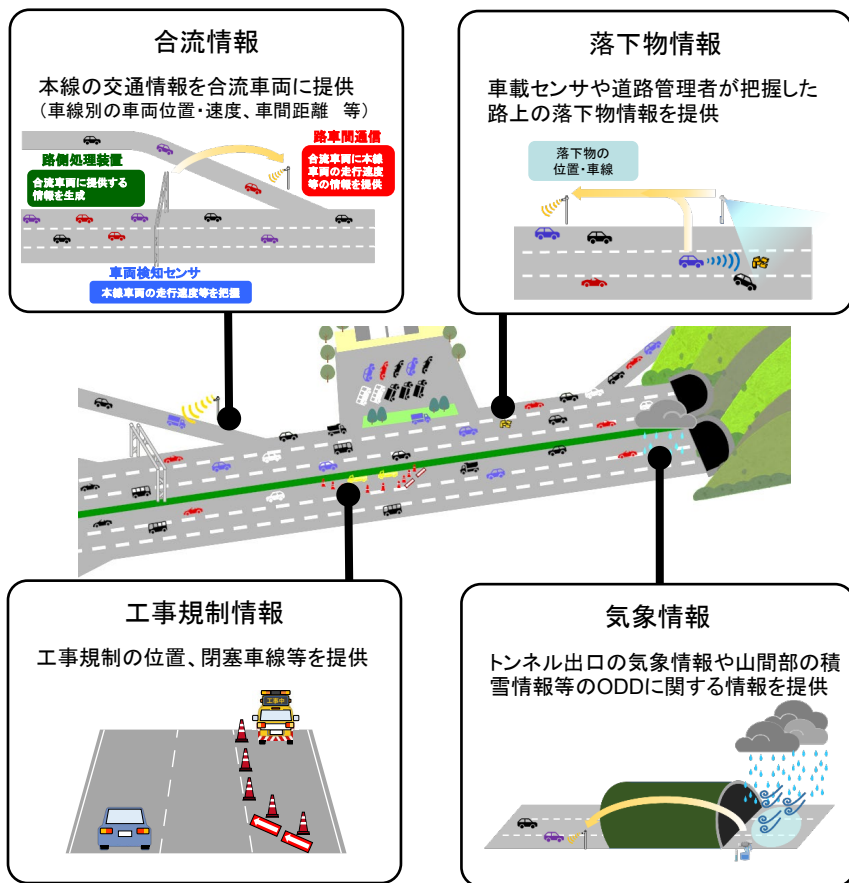 合流情報
本線の交通情報を合流車両に提供
（車線別の車両位置・速度、車間距離　等）
路車間通信
合流車両に本線
車両の走行速度
等の情報を提供
路側処理装置
合流車両に提供する
情報を生成
車両検知センサ
本線車両の走行速度等を把握
落下物情報
車載センサや道路管理者が把握した
路上の落下物情報を提供
落下物の
位置・車線
工事規制情報
工事規制の位置、閉塞車線等を提供
工事中
気象情報
トンネル出口の気象情報や山間部の積
雪情報等のODDに関する情報を提供